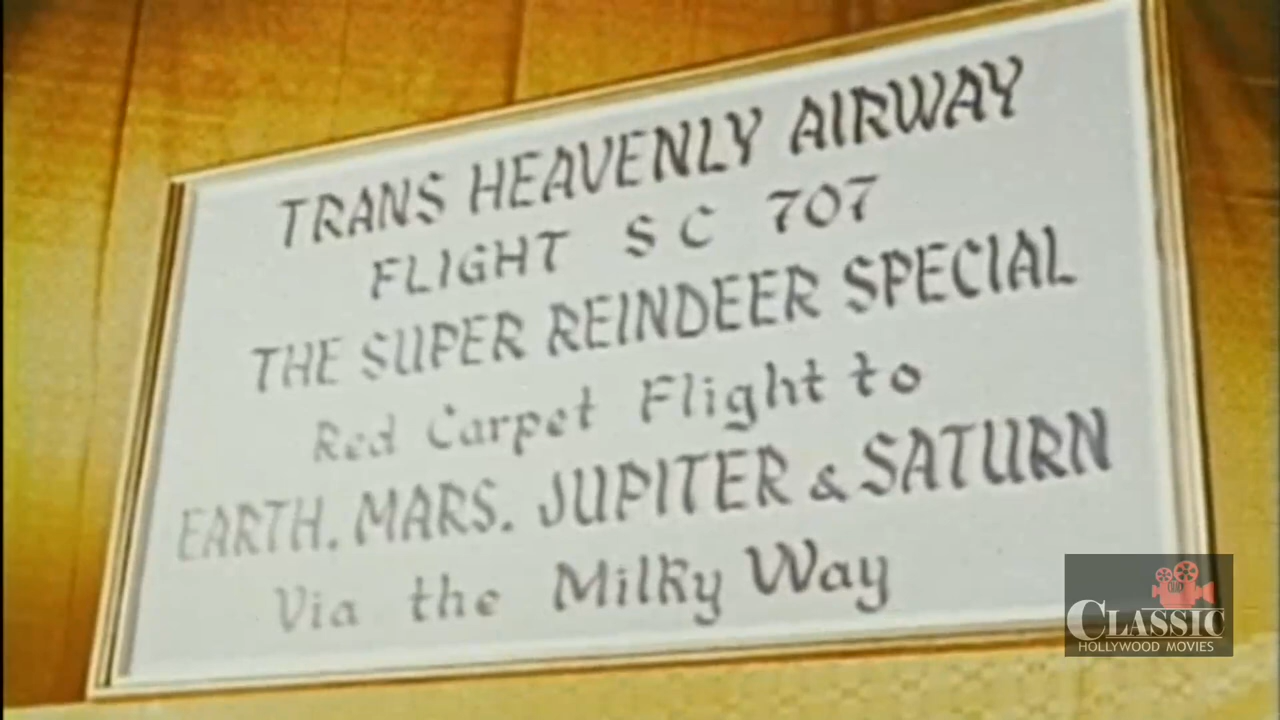 TRANS HEAVENLY AIRWAY
FLIGHT SC 707
THE SUPER REINDEER SPECIAL
Red Carpet Flight to
EARTH. MARS. JUPITER & SATURN
Via the Milky Way
CLASSIC
HOLLYWOOD MOVIES